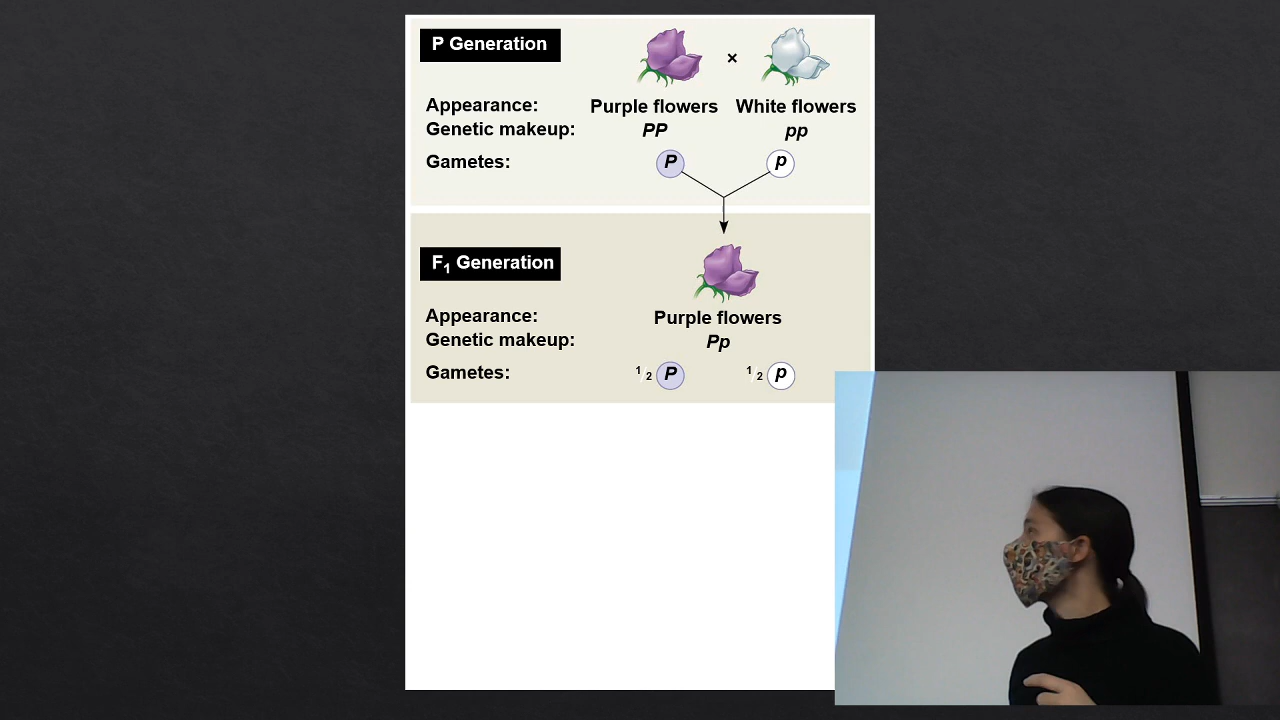 P Generation
×
Appearance: Purple flowers White flowers
Genetic makeup: PP pp
Gametes: P p
F1 Generation
Appearance: Purple flowers
Genetic makeup: Pp
Gametes: 1/2 P 1/2 p